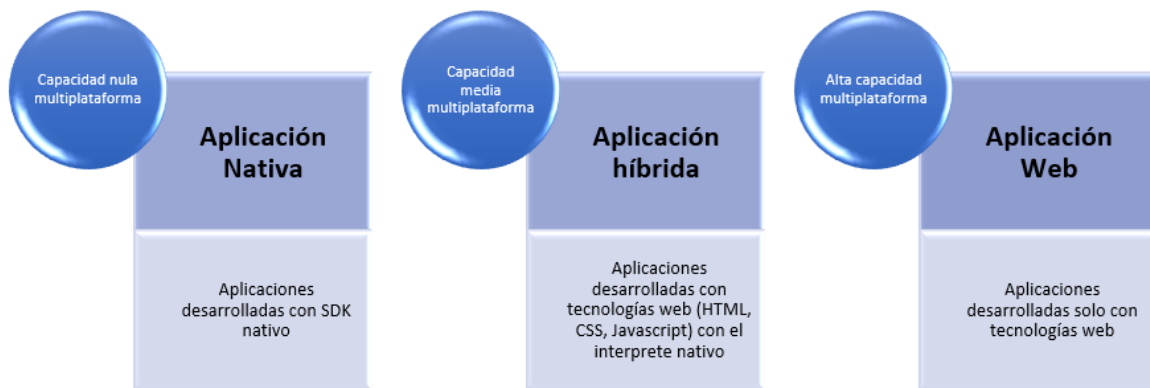 Capacidad nula
multiplataforma
Aplicación
Nativa
Aplicaciones
desarrolladas con SDK
nativo
Capacidad
media
multiplataforma
Aplicación
híbrida
Aplicaciones
desarrolladas con
tecnologías web (HTML,
CSS, Javascript) con el
interprete nativo
Alta capacidad
multiplataforma
Aplicación
Web
Aplicaciones
desarrolladas solo con
tecnologías web